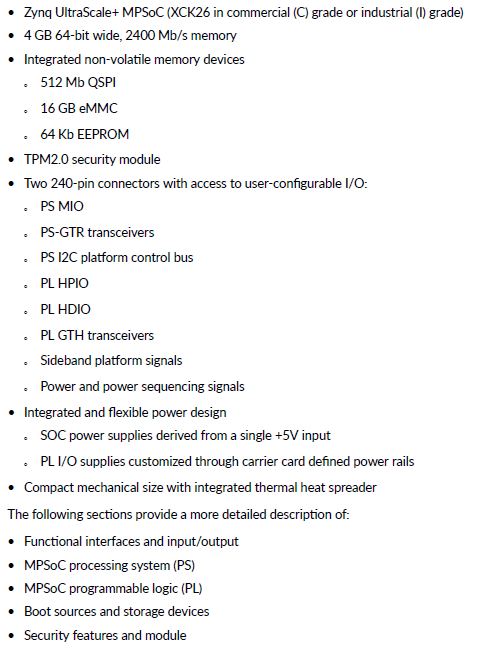 • Zynq UltraScale+ MPSoC (XCK26 in commercial (C) grade or industrial (I) grade)
• 4 GB 64-bit wide, 2400 Mb/s memory
• Integrated non-volatile memory devices
∘ 512 Mb QSPI
∘ 16 GB eMMC
∘ 64 Kb EEPROM
• TPM2.0 security module
• Two 240-pin connectors with access to user-configurable I/O:
∘ PS MIO
∘ PS-GTR transceivers
∘ PS I2C platform control bus
∘ PL HPIO
∘ PL HDIO
∘ PL GTH transceivers
∘ Sideband platform signals
∘ Power and power sequencing signals
• Integrated and flexible power design
∘ SOC power supplies derived from a single +5V input
∘ PL I/O supplies customized through carrier card defined power rails
• Compact mechanical size with integrated thermal heat spreader
The following sections provide a more detailed description of:
• Functional interfaces and input/output
• MPSoC processing system (PS)
• MPSoC programmable logic (PL)
• Boot sources and storage devices
• Security features and module